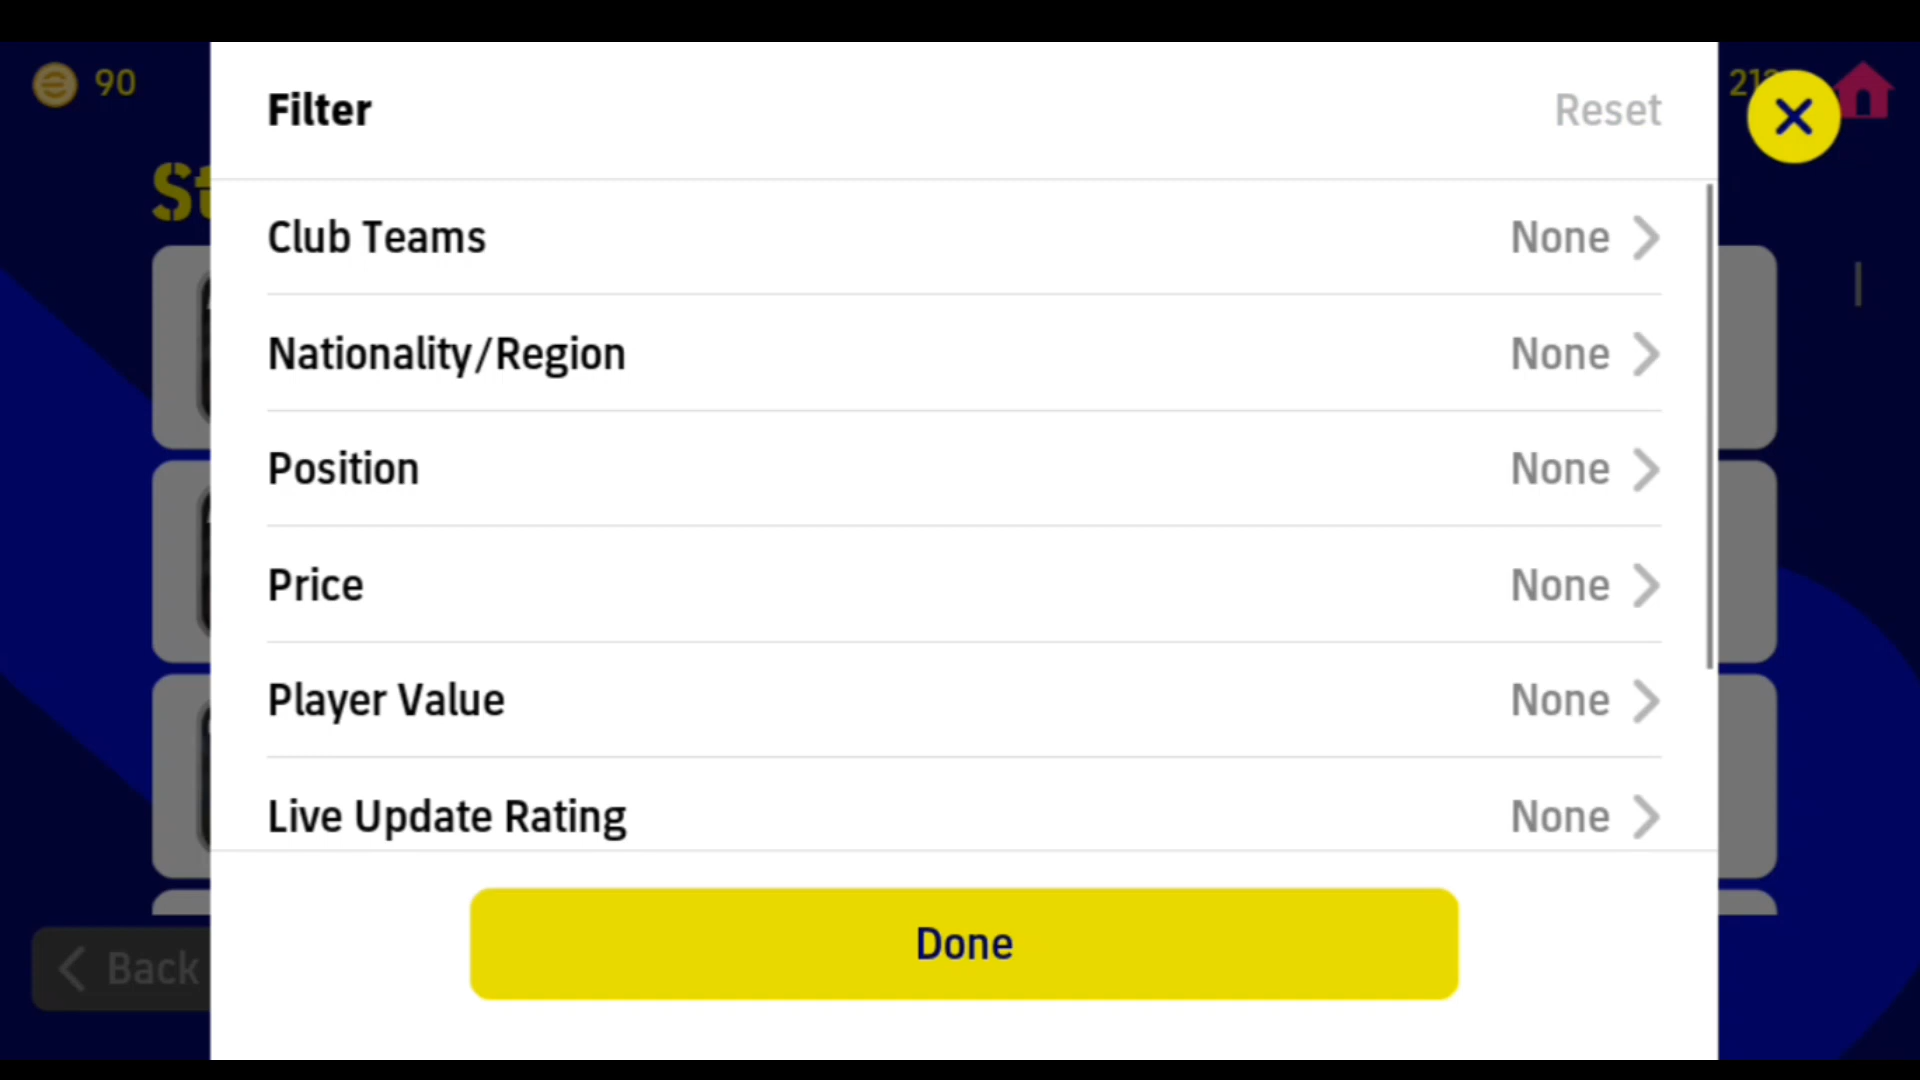 90
Filter
Reset
Club Teams None
Nationality/Region None
Position None
Price None
Player Value None
Live Update Rating None
Done
Back